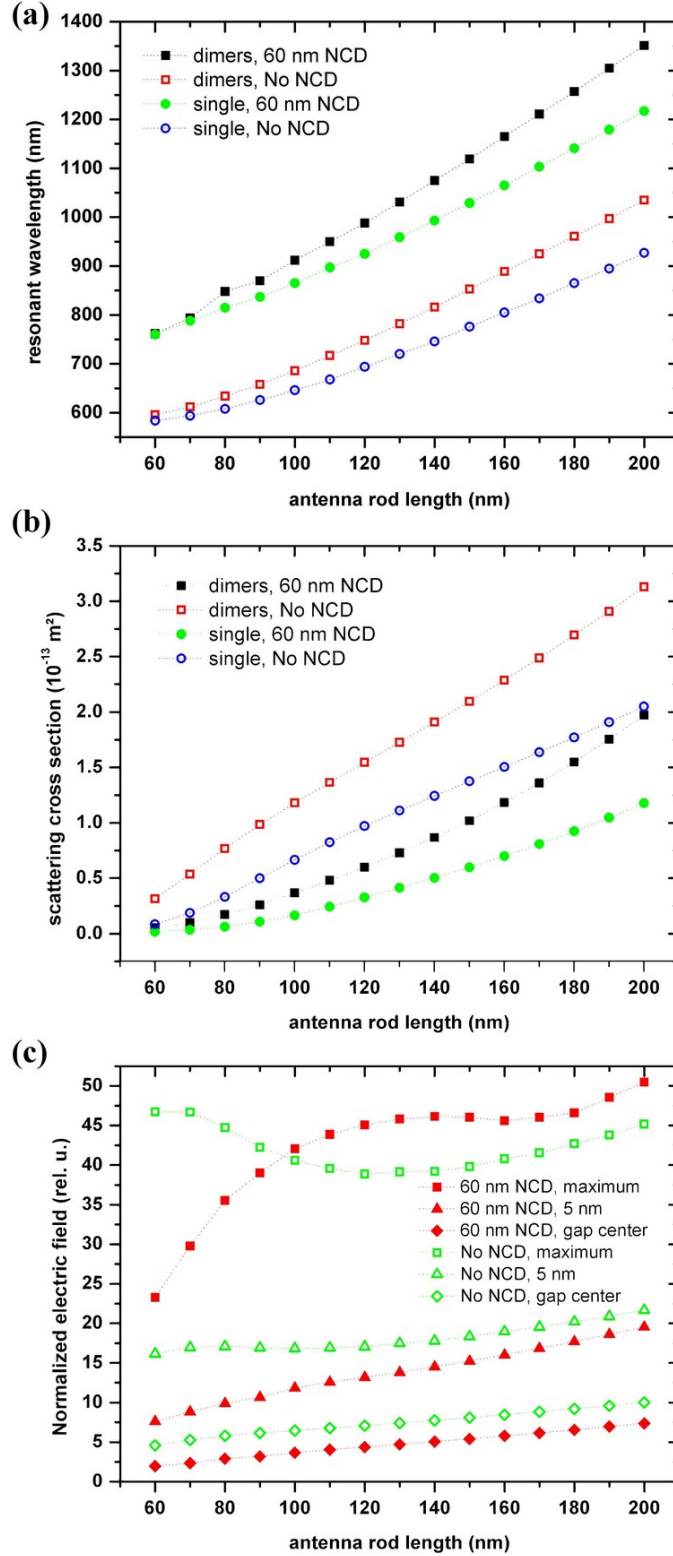 (a)
1400
1300
1200
1100
1000
900
800
700
600
resonant wavelength (nm)
dimers, 60 nm NCD
dimers, No NCD
single, 60 nm NCD
single, No NCD
60 80 100 120 140 160 180 200
antenna rod length (nm)
(b)
3.5
3.0
2.5
2.0
1.5
1.0
0.5
0.0
scattering cross section (10⁻¹³ m²)
dimers, 60 nm NCD
dimers, No NCD
single, 60 nm NCD
single, No NCD
60 80 100 120 140 160 180 200
antenna rod length (nm)
(c)
50
45
40
35
30
25
20
15
10
5
0
Normalized electric field (rel. u.)
60 nm NCD, maximum
60 nm NCD, 5 nm
60 nm NCD, gap center
No NCD, maximum
No NCD, 5 nm
No NCD, gap center
60 80 100 120 140 160 180 200
antenna rod length (nm)